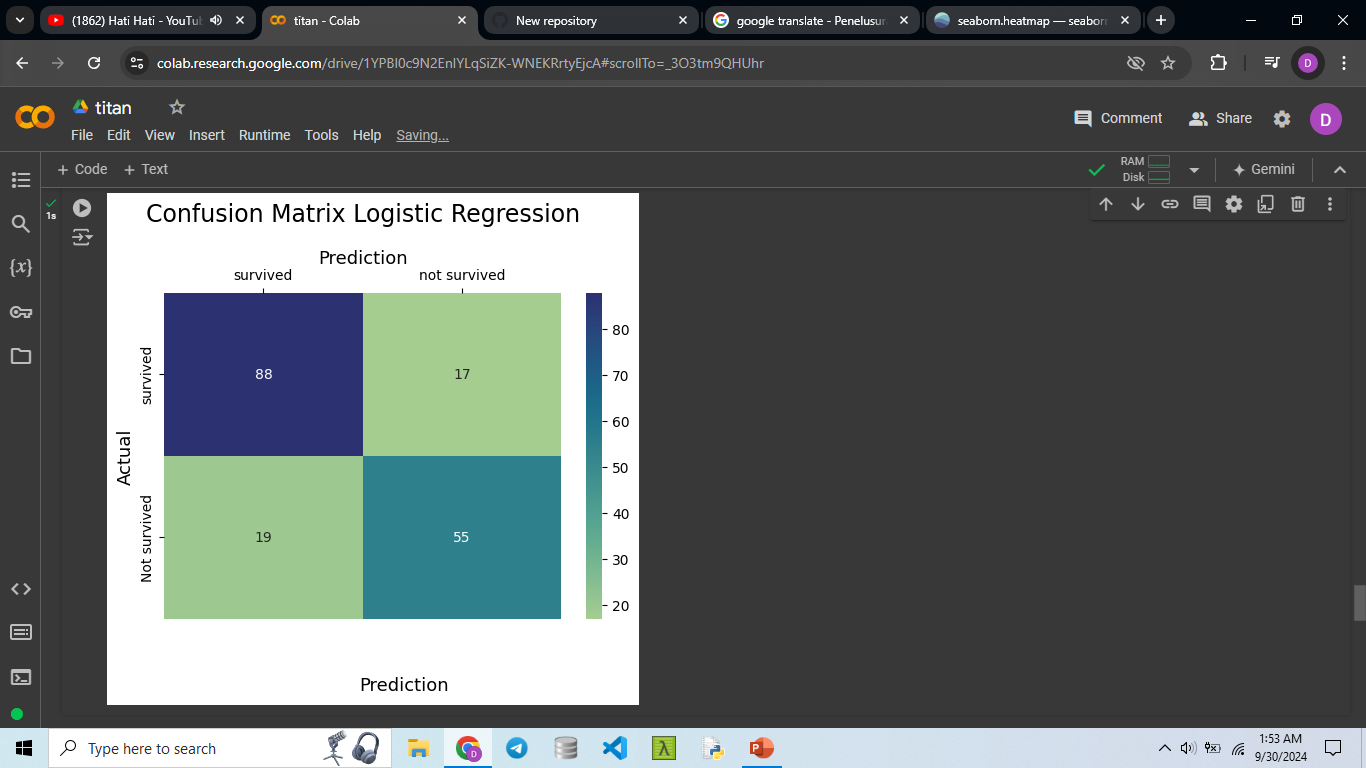 (1862) Hati Hati - YouTu
titan - Colab
New repository
google translate - Penelusur
seaborn.heatmap — seaborn
colab.research.google.com/drive/1YPBI0c9N2EnIYLqSiZK-WNEKRrtyEjcA#scrollTo=_3O3tm9QHUhr
D
titan
File Edit View Insert Runtime Tools Help Saving...
Comment
Share
D
+ Code + Text
RAM
Disk
Gemini
{x}
1s
Confusion Matrix Logistic Regression
Prediction
survived not survived
Actual
survived
Not survived
88 17
19 55
80
70
60
50
40
30
20
Prediction
Type here to search
1:53 AM
9/30/2024